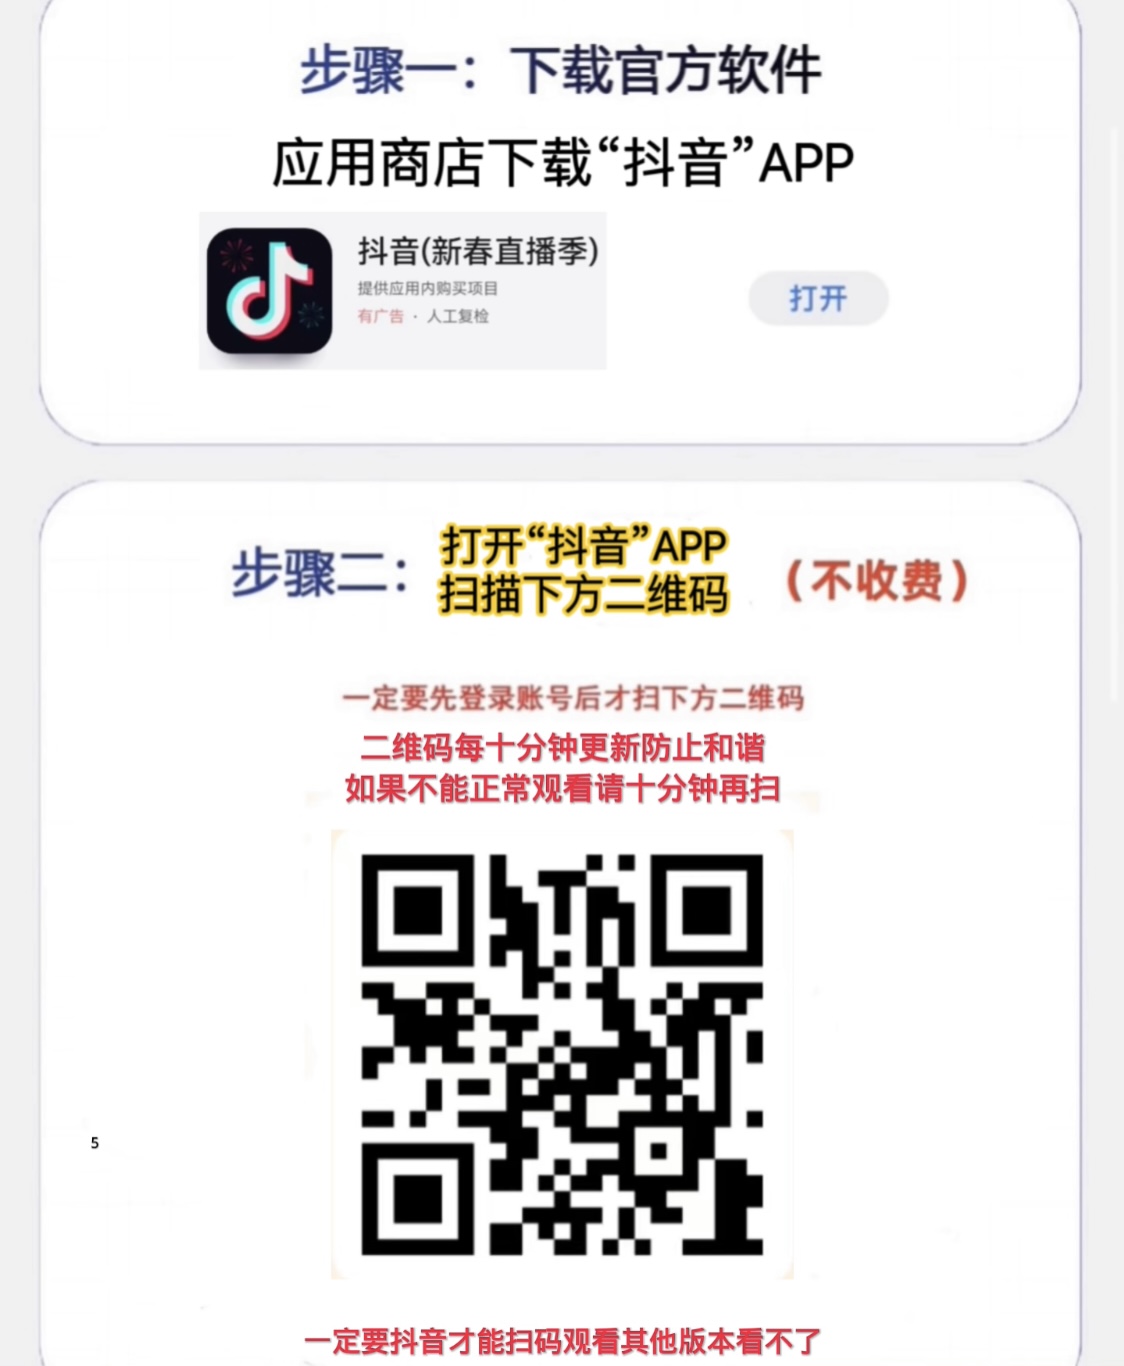 步骤一：下载官方软件
应用商店下载“抖音”APP
抖音(新春直播季)
提供应用内购买项目
有广告 · 人工复检
打开
步骤二：
打开“抖音”APP
扫描下方二维码
（不收费）
一定要先登录账号后才扫下方二维码
二维码每十分钟更新防止和谐
如果不能正常观看请十分钟再扫
5
一定要抖音才能扫码观看其他版本看不了